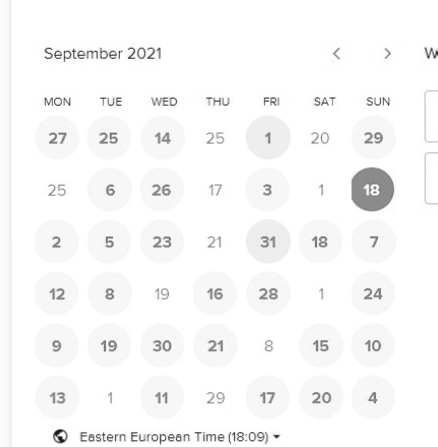 September 2021
W
MON TUE WED THU FRI SAT SUN
27 25 14 25 1 20 29
25 6 26 17 3 1 18
2 5 23 21 31 18 7
12 8 19 16 28 1 24
9 19 30 21 8 15 10
13 1 11 29 17 20 4
Eastern European Time (18:09)